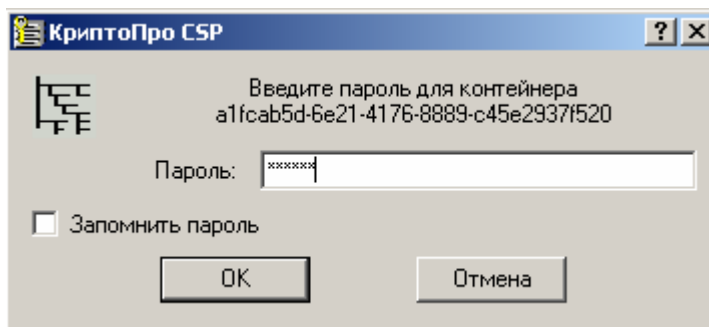 КриптоПро CSP
Введите пароль для контейнера
a1fcab5d-6e21-4176-8889-c45e2937f520
Пароль: ××××××
Запомнить пароль
OK Отмена